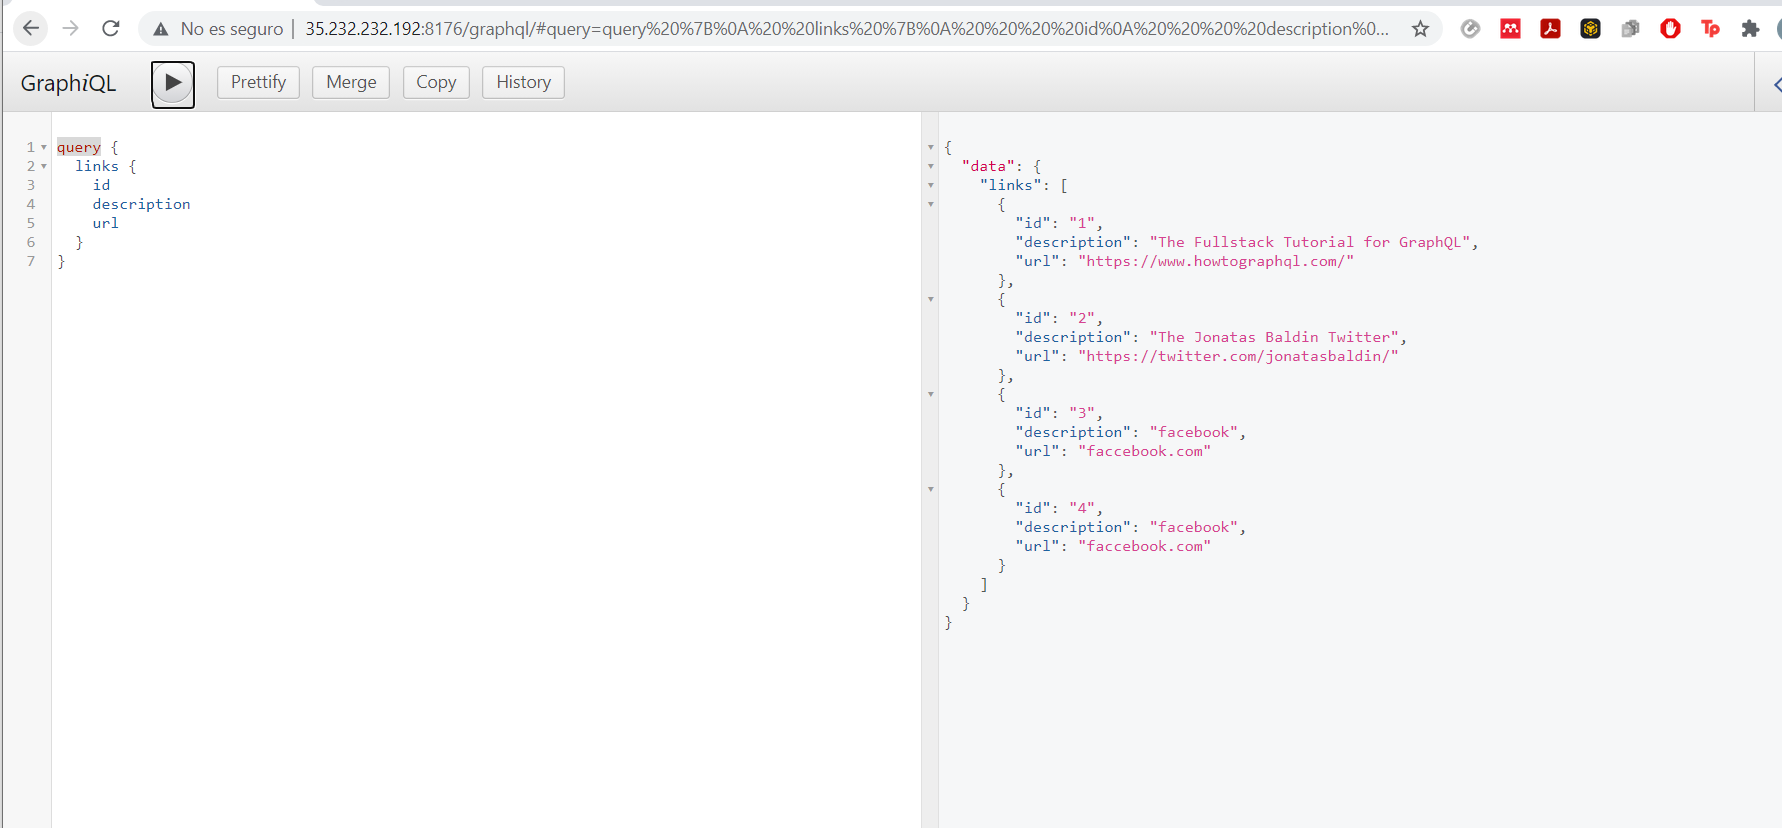 No es seguro | 35.232.232.192:8176/graphql/#query=query%20%7B%0A%20%20links%20%7B%0A%20%20%20%20id%0A%20%20%20%20description%0...
GraphiQL Prettify Merge Copy History
1 query {
2 links {
3 id
4 description
5 url
6 }
7 }
{
"data": {
"links": [
{
"id": "1",
"description": "The Fullstack Tutorial for GraphQL",
"url": "https://www.howtographql.com/"
},
{
"id": "2",
"description": "The Jonatas Baldin Twitter",
"url": "https://twitter.com/jonatasbaldin/"
},
{
"id": "3",
"description": "facebook",
"url": "faccebook.com"
},
{
"id": "4",
"description": "facebook",
"url": "faccebook.com"
}
]
}
}